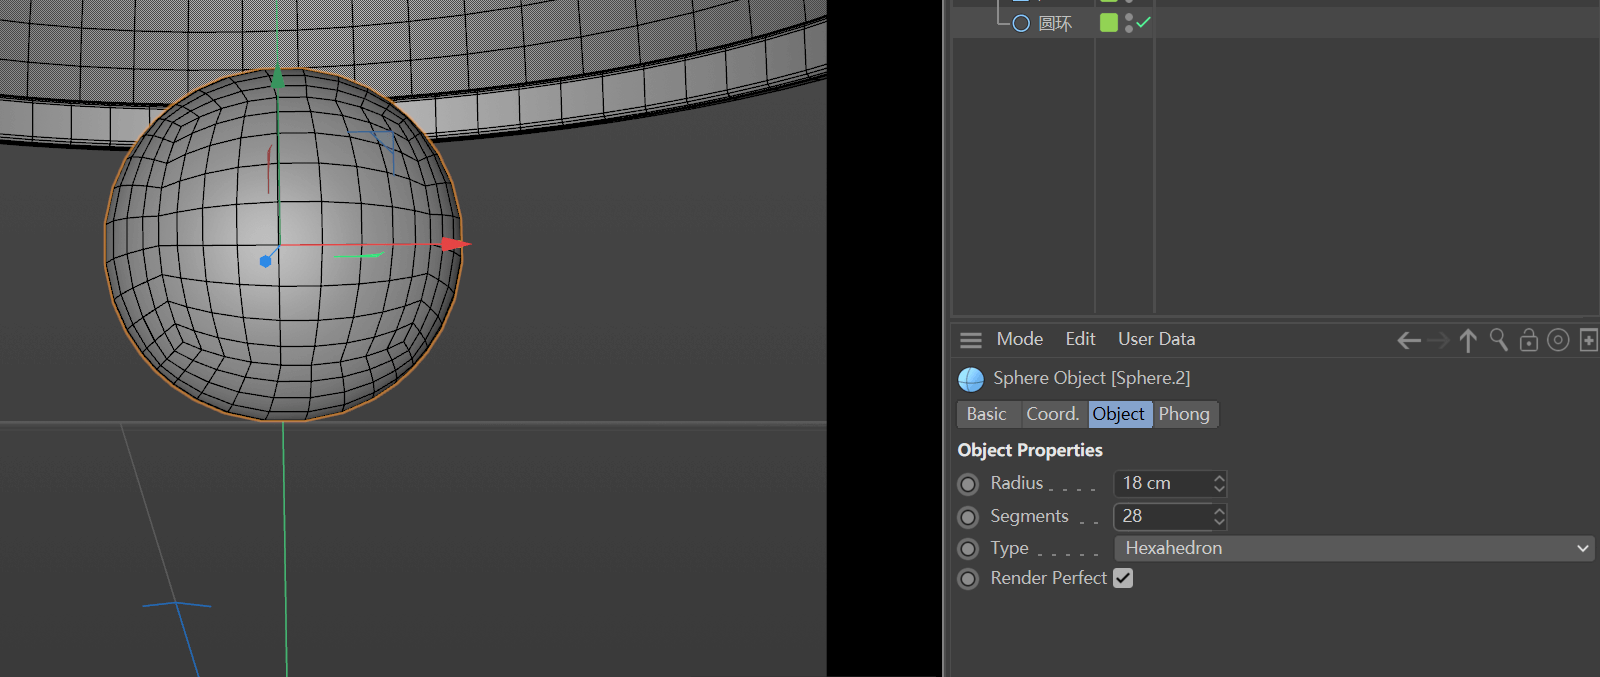 圆环
Mode Edit User Data
Sphere Object [Sphere.2]
Basic Coord. Object Phong
Object Properties
Radius . . . . 18 cm
Segments . . 28
Type . . . . . Hexahedron
Render Perfect